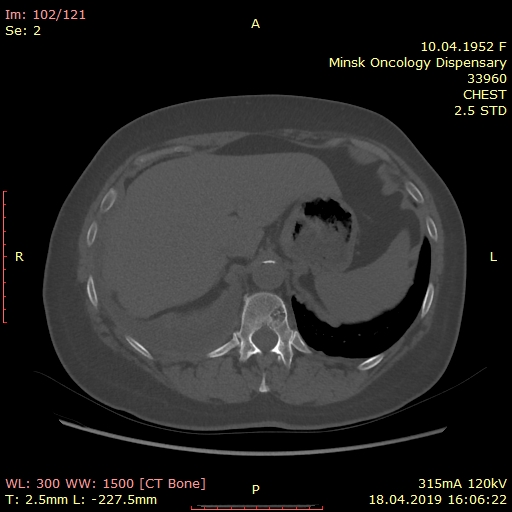 Im: 102/121
Se: 2
A
10.04.1952 F
Minsk Oncology Dispensary
33960
CHEST
2.5 STD
R
L
WL: 300 WW: 1500 [CT Bone]
T: 2.5mm L: -227.5mm
P
315mA 120kV
18.04.2019 16:06:22